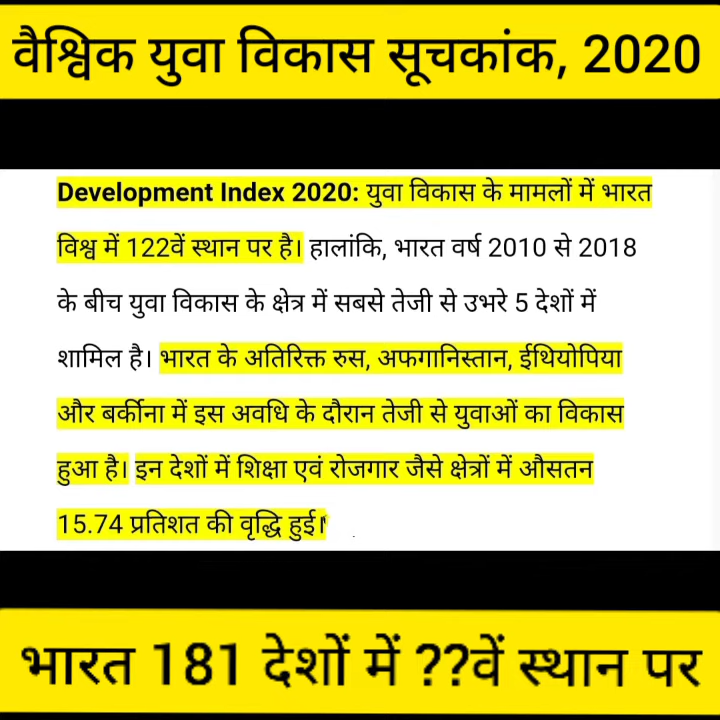 वैश्विक युवा विकास सूचकांक, 2020
Development Index 2020: युवा विकास के मामलों में भारत
विश्व में 122वें स्थान पर है। हालांकि, भारत वर्ष 2010 से 2018
के बीच युवा विकास के क्षेत्र में सबसे तेजी से उभरे 5 देशों में
शामिल है। भारत के अतिरिक्त रुस, अफगानिस्तान, ईथियोपिया
और बर्कीना में इस अवधि के दौरान तेजी से युवाओं का विकास
हुआ है। इन देशों में शिक्षा एवं रोजगार जैसे क्षेत्रों में औसतन
15.74 प्रतिशत की वृद्धि हुई।
भारत 181 देशों में ??वें स्थान पर